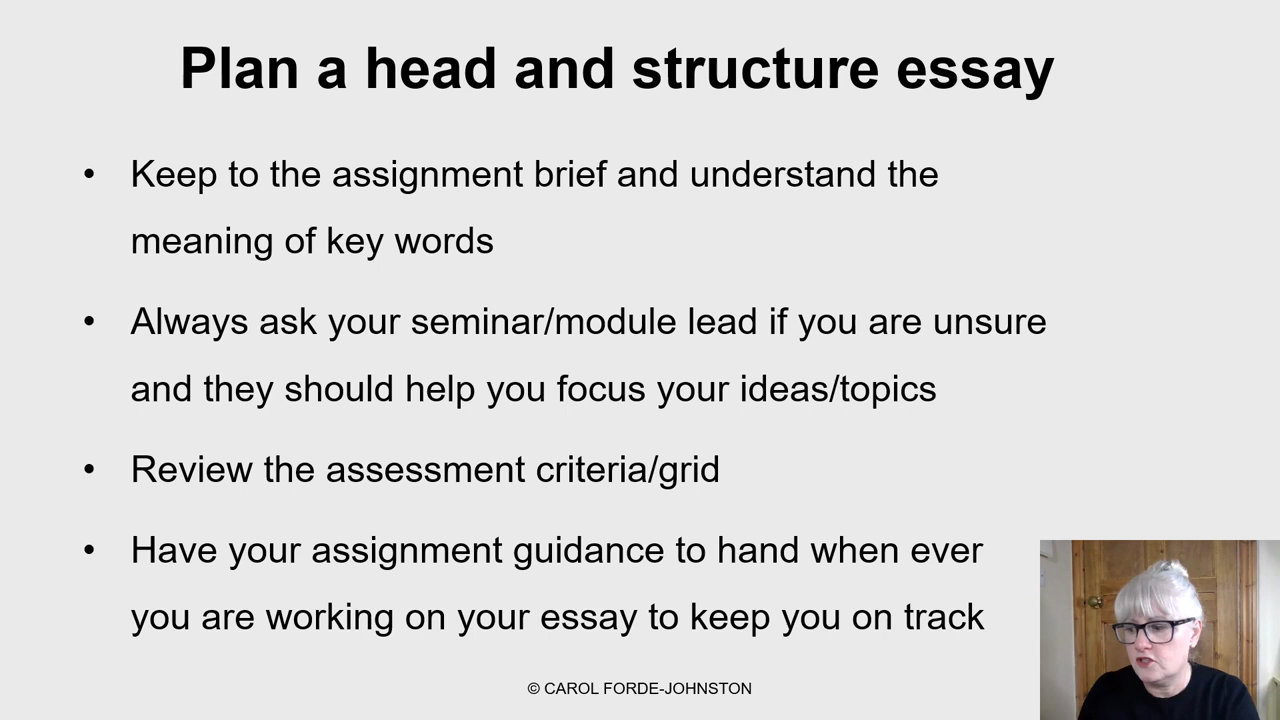 Plan a head and structure essay
• Keep to the assignment brief and understand the
meaning of key words
• Always ask your seminar/module lead if you are unsure
and they should help you focus your ideas/topics
• Review the assessment criteria/grid
• Have your assignment guidance to hand when ever
you are working on your essay to keep you on track
© CAROL FORDE-JOHNSTON